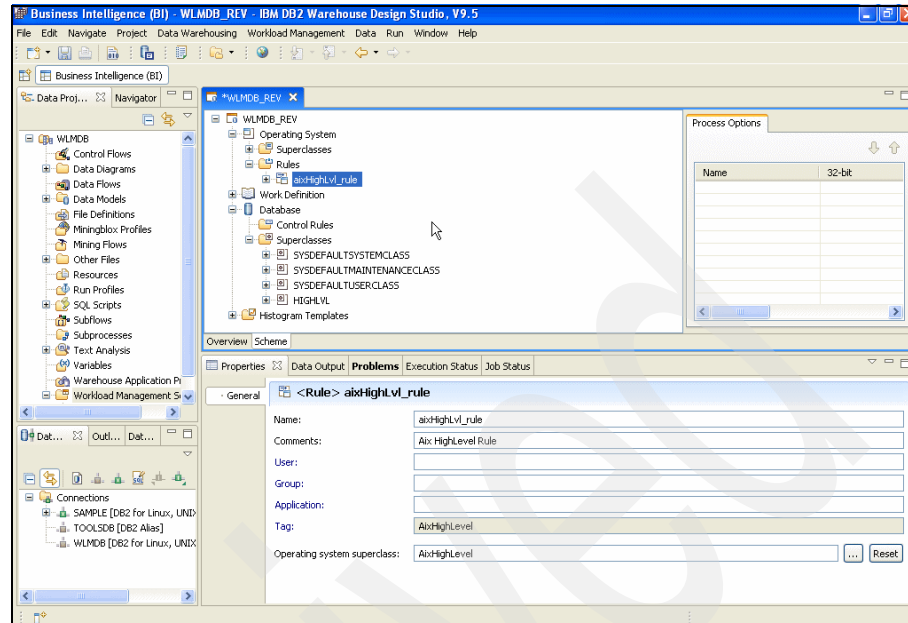 Business Intelligence (BI) - WLMDB_REV - IBM DB2 Warehouse Design Studio, V9.5
File Edit Navigate Project Data Warehousing Workload Management Data Run Window Help
Business Intelligence (BI)
Data Proj... Navigator
WLMDB
Control Flows
Data Diagrams
Data Flows
Data Models
File Definitions
Miningblox Profiles
Mining Flows
Other Files
Resources
Run Profiles
SQL Scripts
Subflows
Subprocesses
Text Analysis
Variables
Warehouse Application
Workload Management
*WLMDB_REV
WLMDB_REV
Operating System
Superclasses
Rules
aixHighLvl_rule
Work Definition
Database
Control Rules
Superclasses
SYSDEFAULTSYSTEMCLASS
SYSDEFAULTMAINTENANCECLASS
SYSDEFAULTUSERCLASS
HIGHLVL
Histogram Templates
Overview Scheme
Process Options
Name 32-bit
Dat... Outl... Dat...
Connections
SAMPLE [DB2 for Linux, UNIX
TOOLSDB [DB2 Alias]
WLMDB [DB2 for Linux, UNIX
Properties Data Output Problems Execution Status Job Status
General
<Rule> aixHighLvl_rule
Name: aixHighLvl_rule
Comments: Aix HighLevel Rule
User:
Group:
Application:
Tag: AixHighLevel
Operating system superclass: AixHighLevel ... Reset